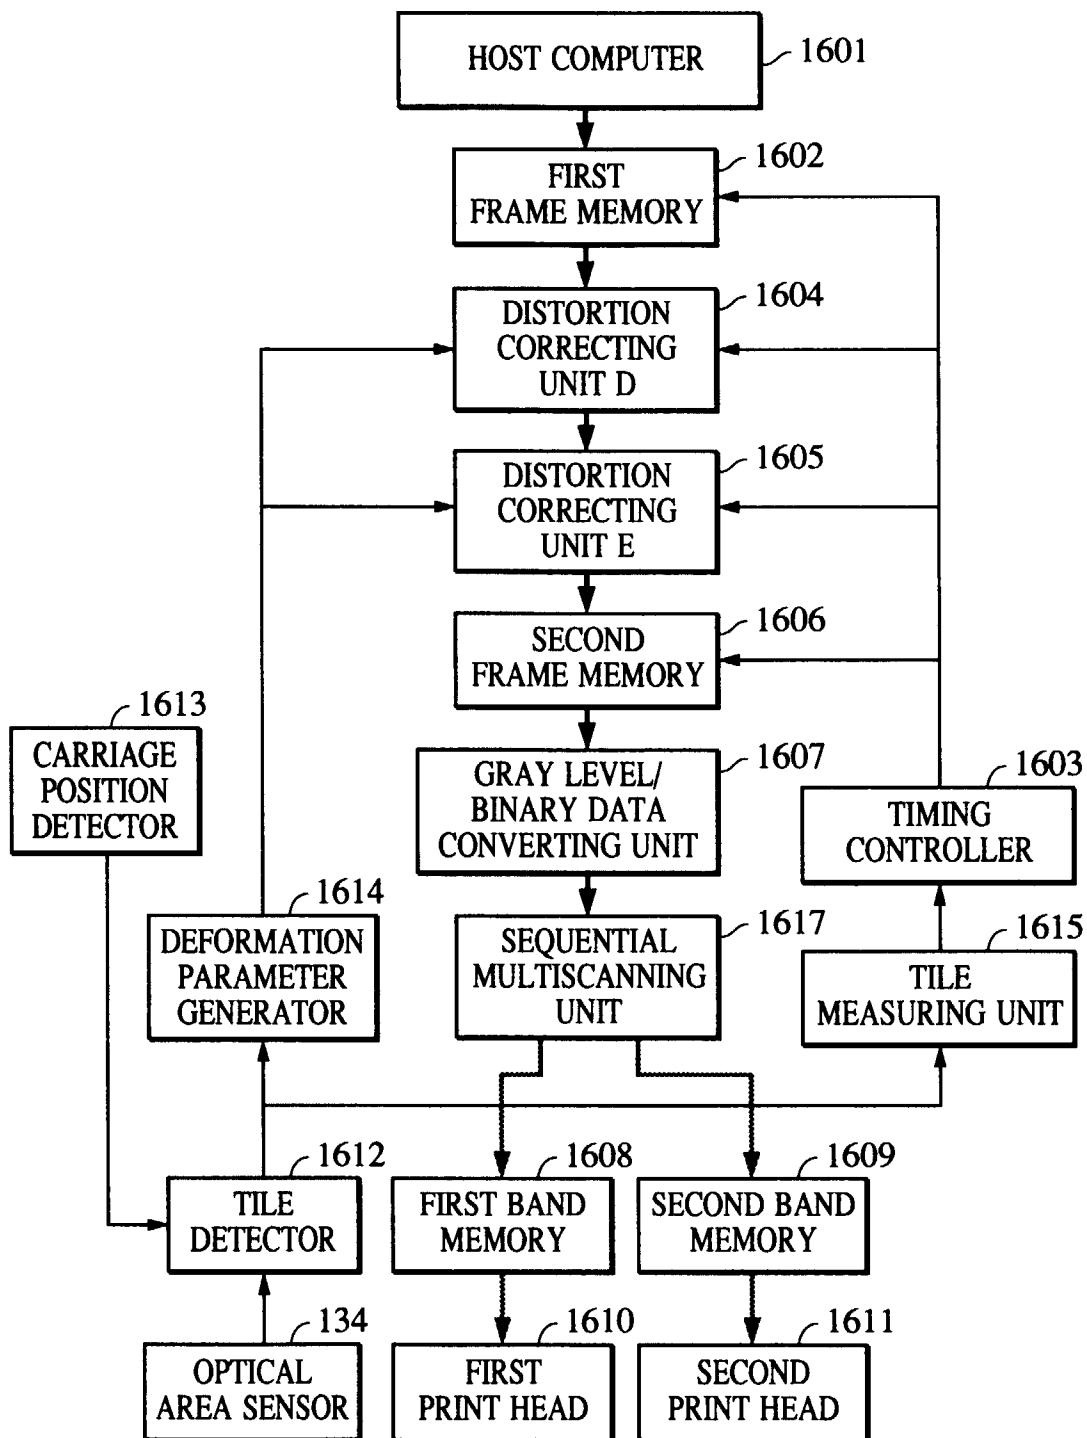 HOST COMPUTER
1601
FIRST
FRAME MEMORY
1602
DISTORTION
CORRECTING
UNIT D
1604
DISTORTION
CORRECTING
UNIT E
1605
SECOND
FRAME MEMORY
1606
CARRIAGE
POSITION
DETECTOR
1613
GRAY LEVEL/
BINARY DATA
CONVERTING UNIT
1607
TIMING
CONTROLLER
1603
DEFORMATION
PARAMETER
GENERATOR
1614
SEQUENTIAL
MULTISCANNING
UNIT
1617
TILE
MEASURING UNIT
1615
TILE
DETECTOR
1612
FIRST BAND
MEMORY
1608
SECOND BAND
MEMORY
1609
OPTICAL
AREA SENSOR
134
FIRST
PRINT HEAD
1610
SECOND
PRINT HEAD
1611